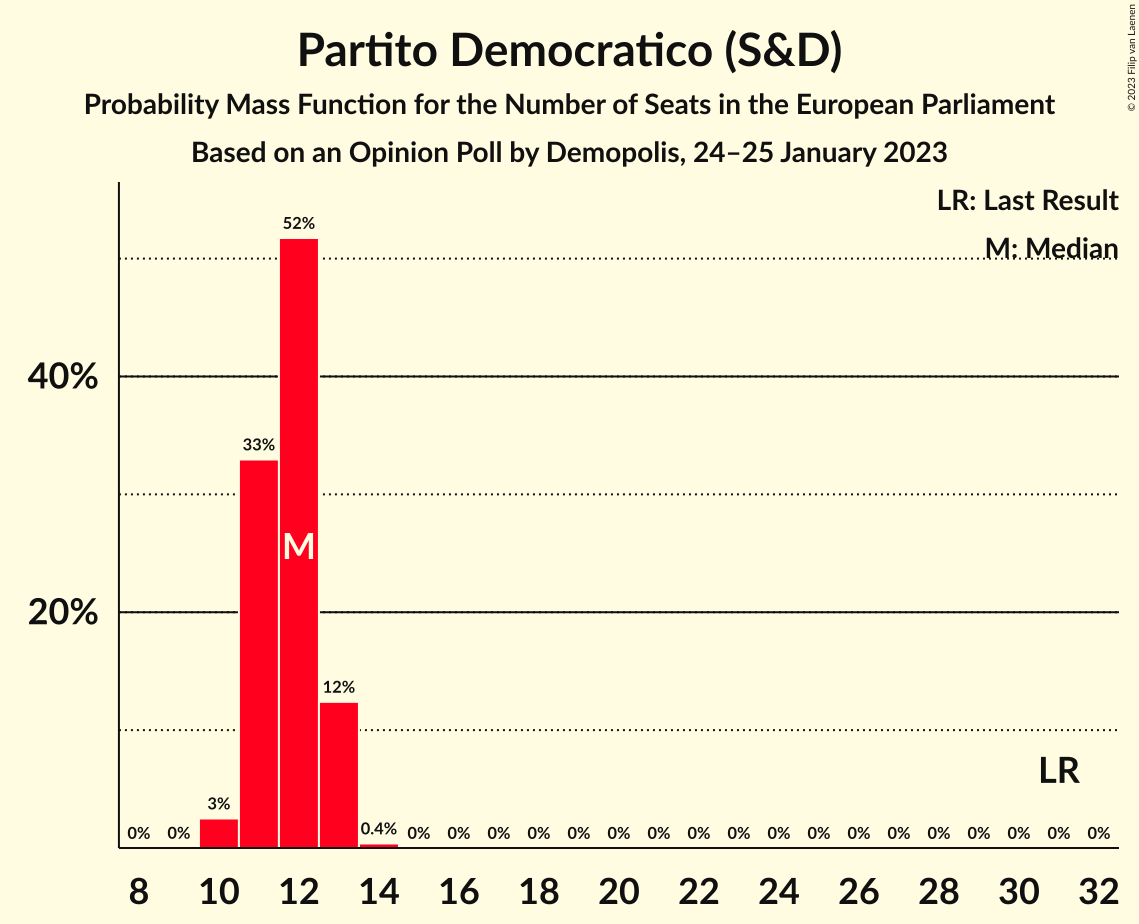 Partito Democratico (S&D)
Probability Mass Function for the Number of Seats in the European Parliament
Based on an Opinion Poll by Demopolis, 24–25 January 2023
© 2023 Filip van Laenen
LR: Last Result
M: Median
52%
40%
33%
M
20%
12%
LR
3%
0% 0% 0.4% 0% 0% 0% 0% 0% 0% 0% 0% 0% 0% 0% 0% 0% 0% 0% 0% 0% 0%
8 10 12 14 16 18 20 22 24 26 28 30 32